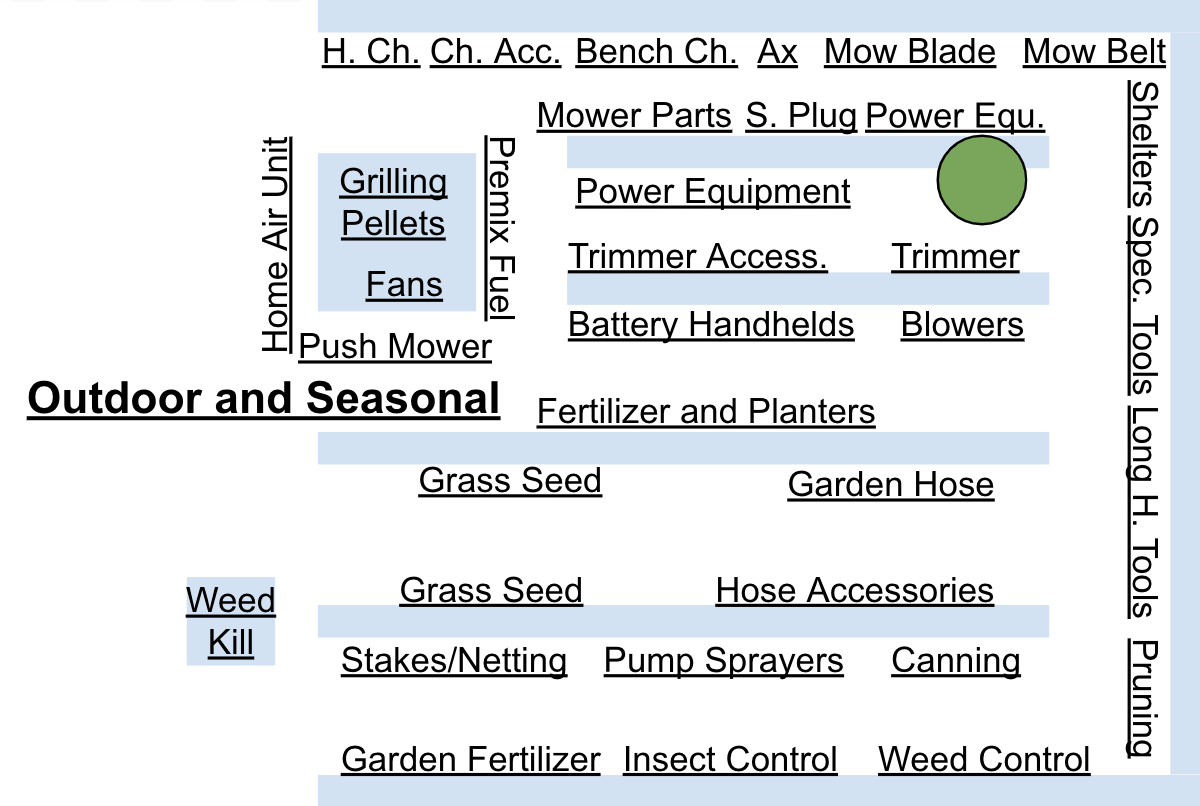 H. Ch. Ch. Acc. Bench Ch. Ax Mow Blade Mow Belt
Mower Parts S. Plug Power Equ.
Home Air Unit
Grilling
Pellets
Fans
Premix Fuel
Power Equipment
Trimmer Access. Trimmer
Battery Handhelds Blowers
Push Mower
Outdoor and Seasonal
Fertilizer and Planters
Grass Seed Garden Hose
Grass Seed Hose Accessories
Weed
Kill
Stakes/Netting Pump Sprayers Canning
Garden Fertilizer Insect Control Weed Control
Shelters Spec. Tools Long H. Tools Pruning